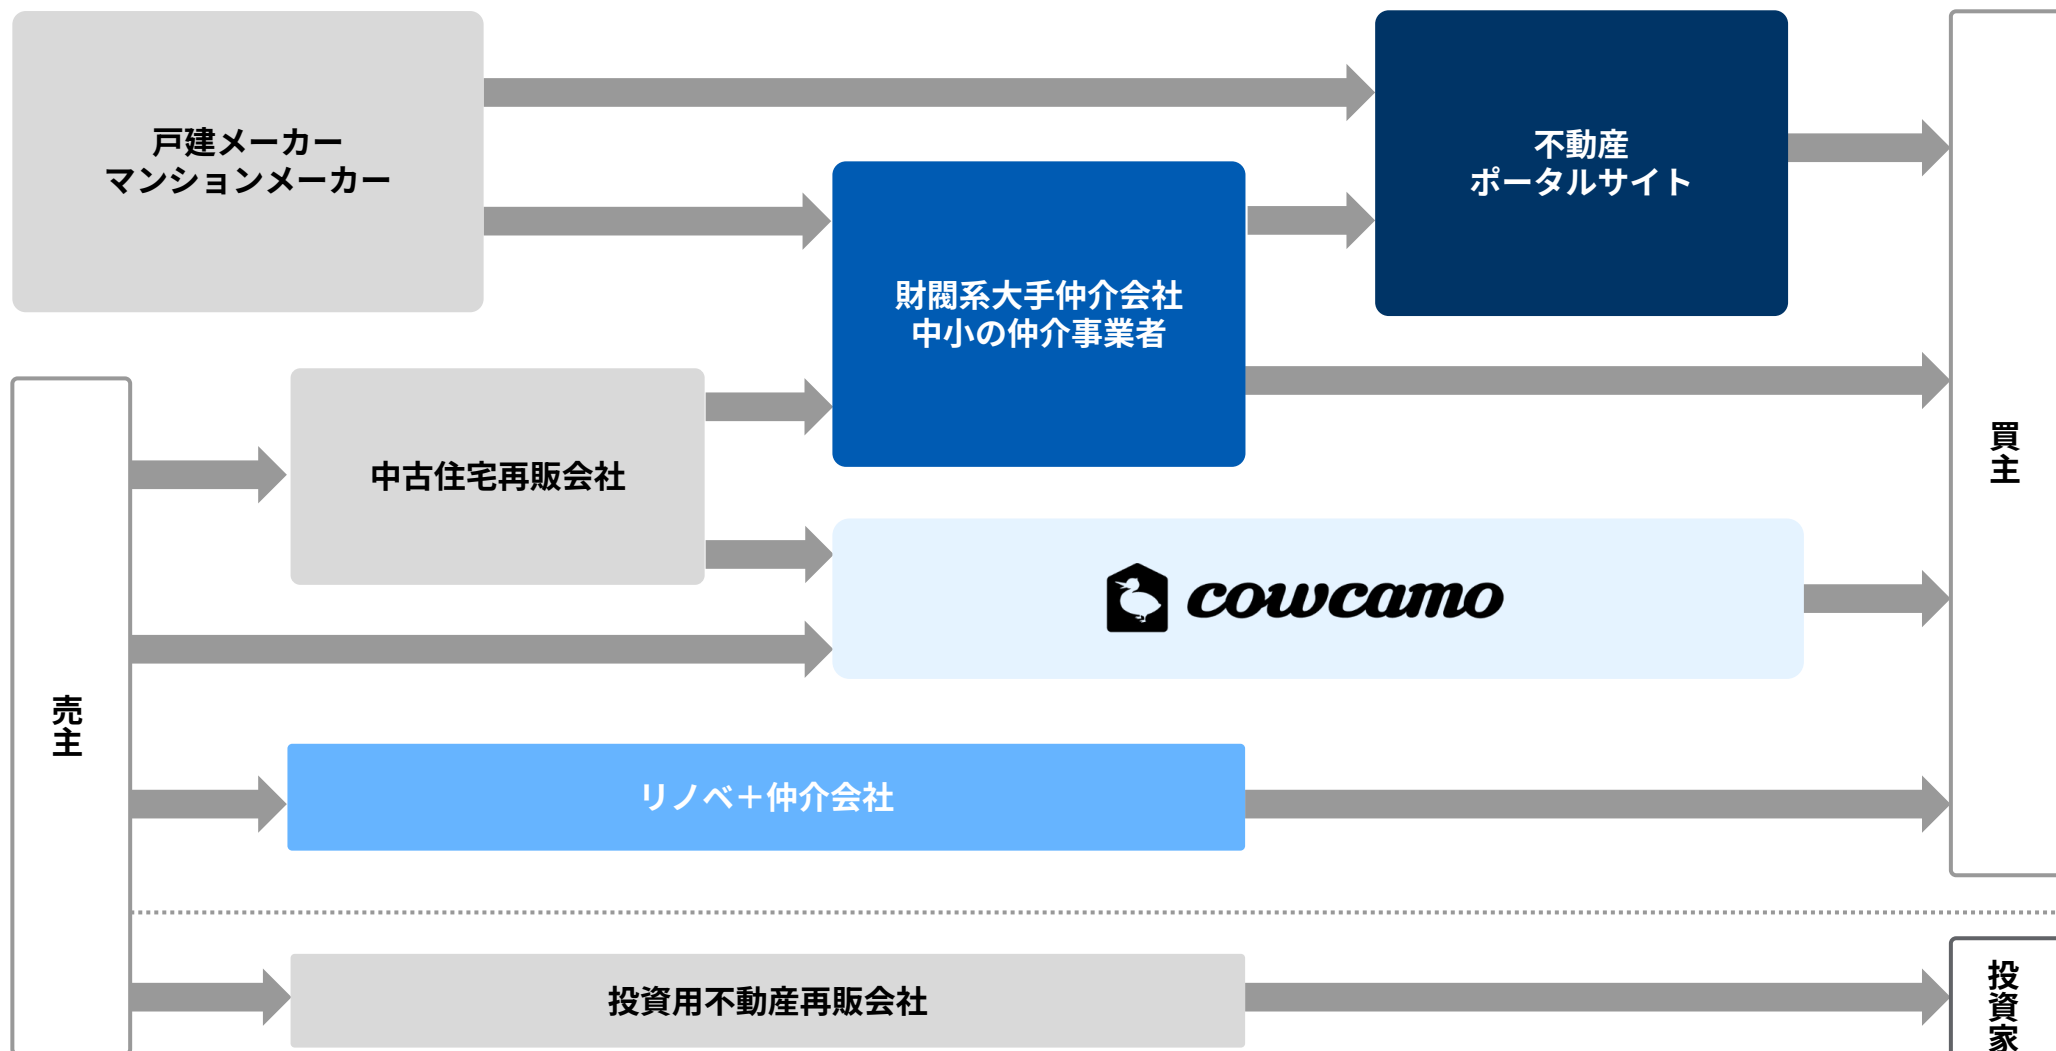 戸建メーカー
マンションメーカー
不動産
ポータルサイト
財閥系大手仲介会社
中小の仲介事業者
中古住宅再販会社
買主
cowcamo
売主
リノベ＋仲介会社
投資用不動産再販会社
投資家